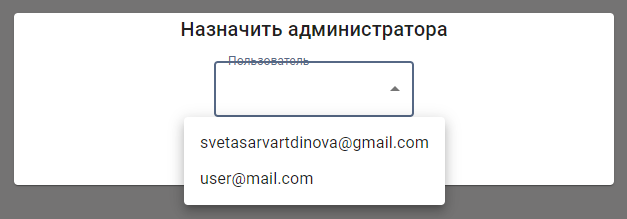 Назначить администратора
Пользователь
svetasarvartdinova@gmail.com
user@mail.com